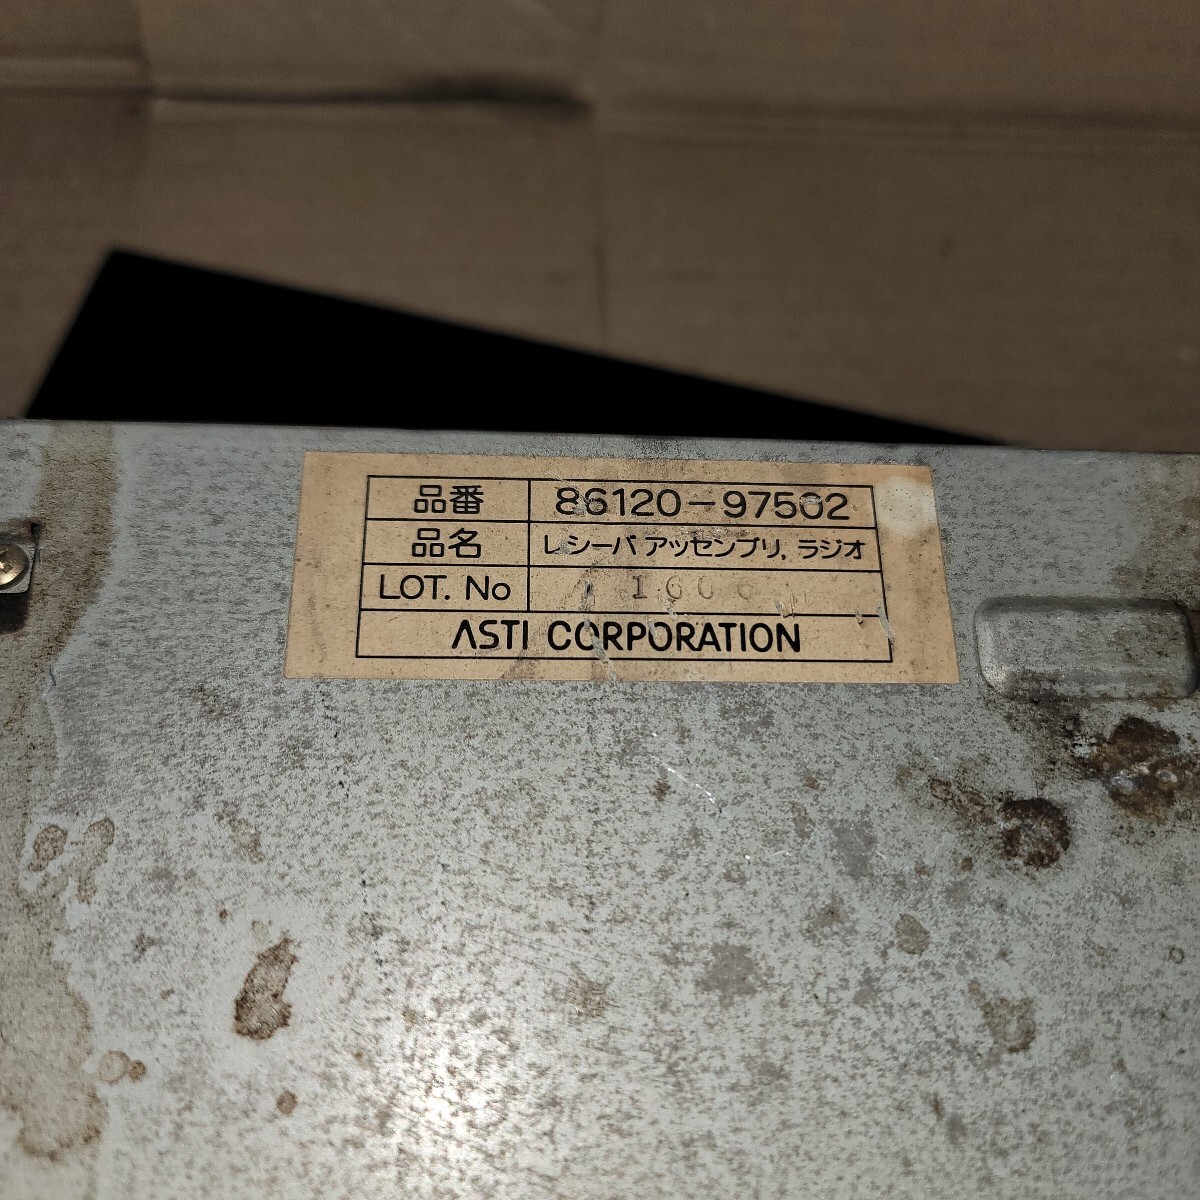 品番 86120-97502
品名 レシーバ アッセンブリ, ラジオ
LOT. No
ASTI CORPORATION